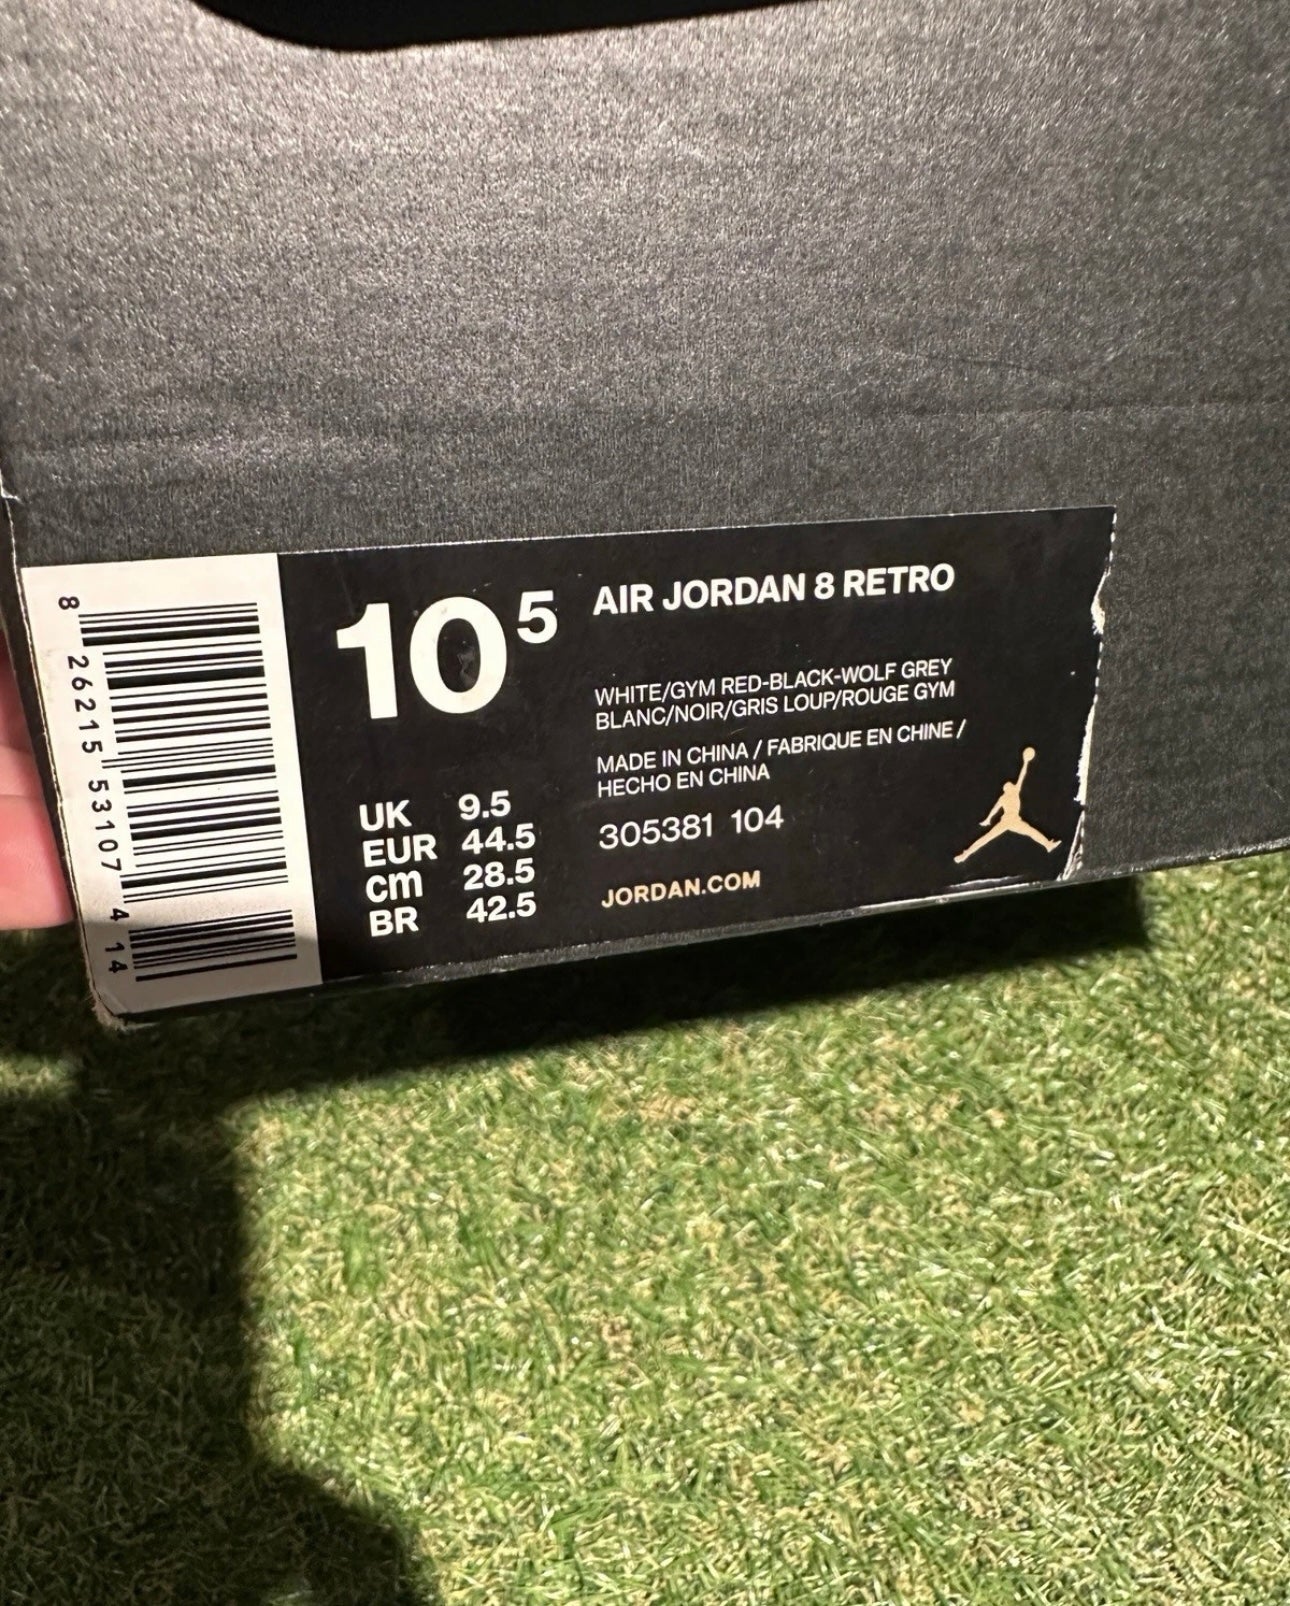 8 26215 53107 4 14
10 5
UK 9.5
EUR 44.5
cm 28.5
BR 42.5
AIR JORDAN 8 RETRO
WHITE/GYM RED-BLACK-WOLF GREY
BLANC/NOIR/GRIS LOUP/ROUGE GYM
MADE IN CHINA / FABRIQUE EN CHINE /
HECHO EN CHINA
305381 104
JORDAN.COM